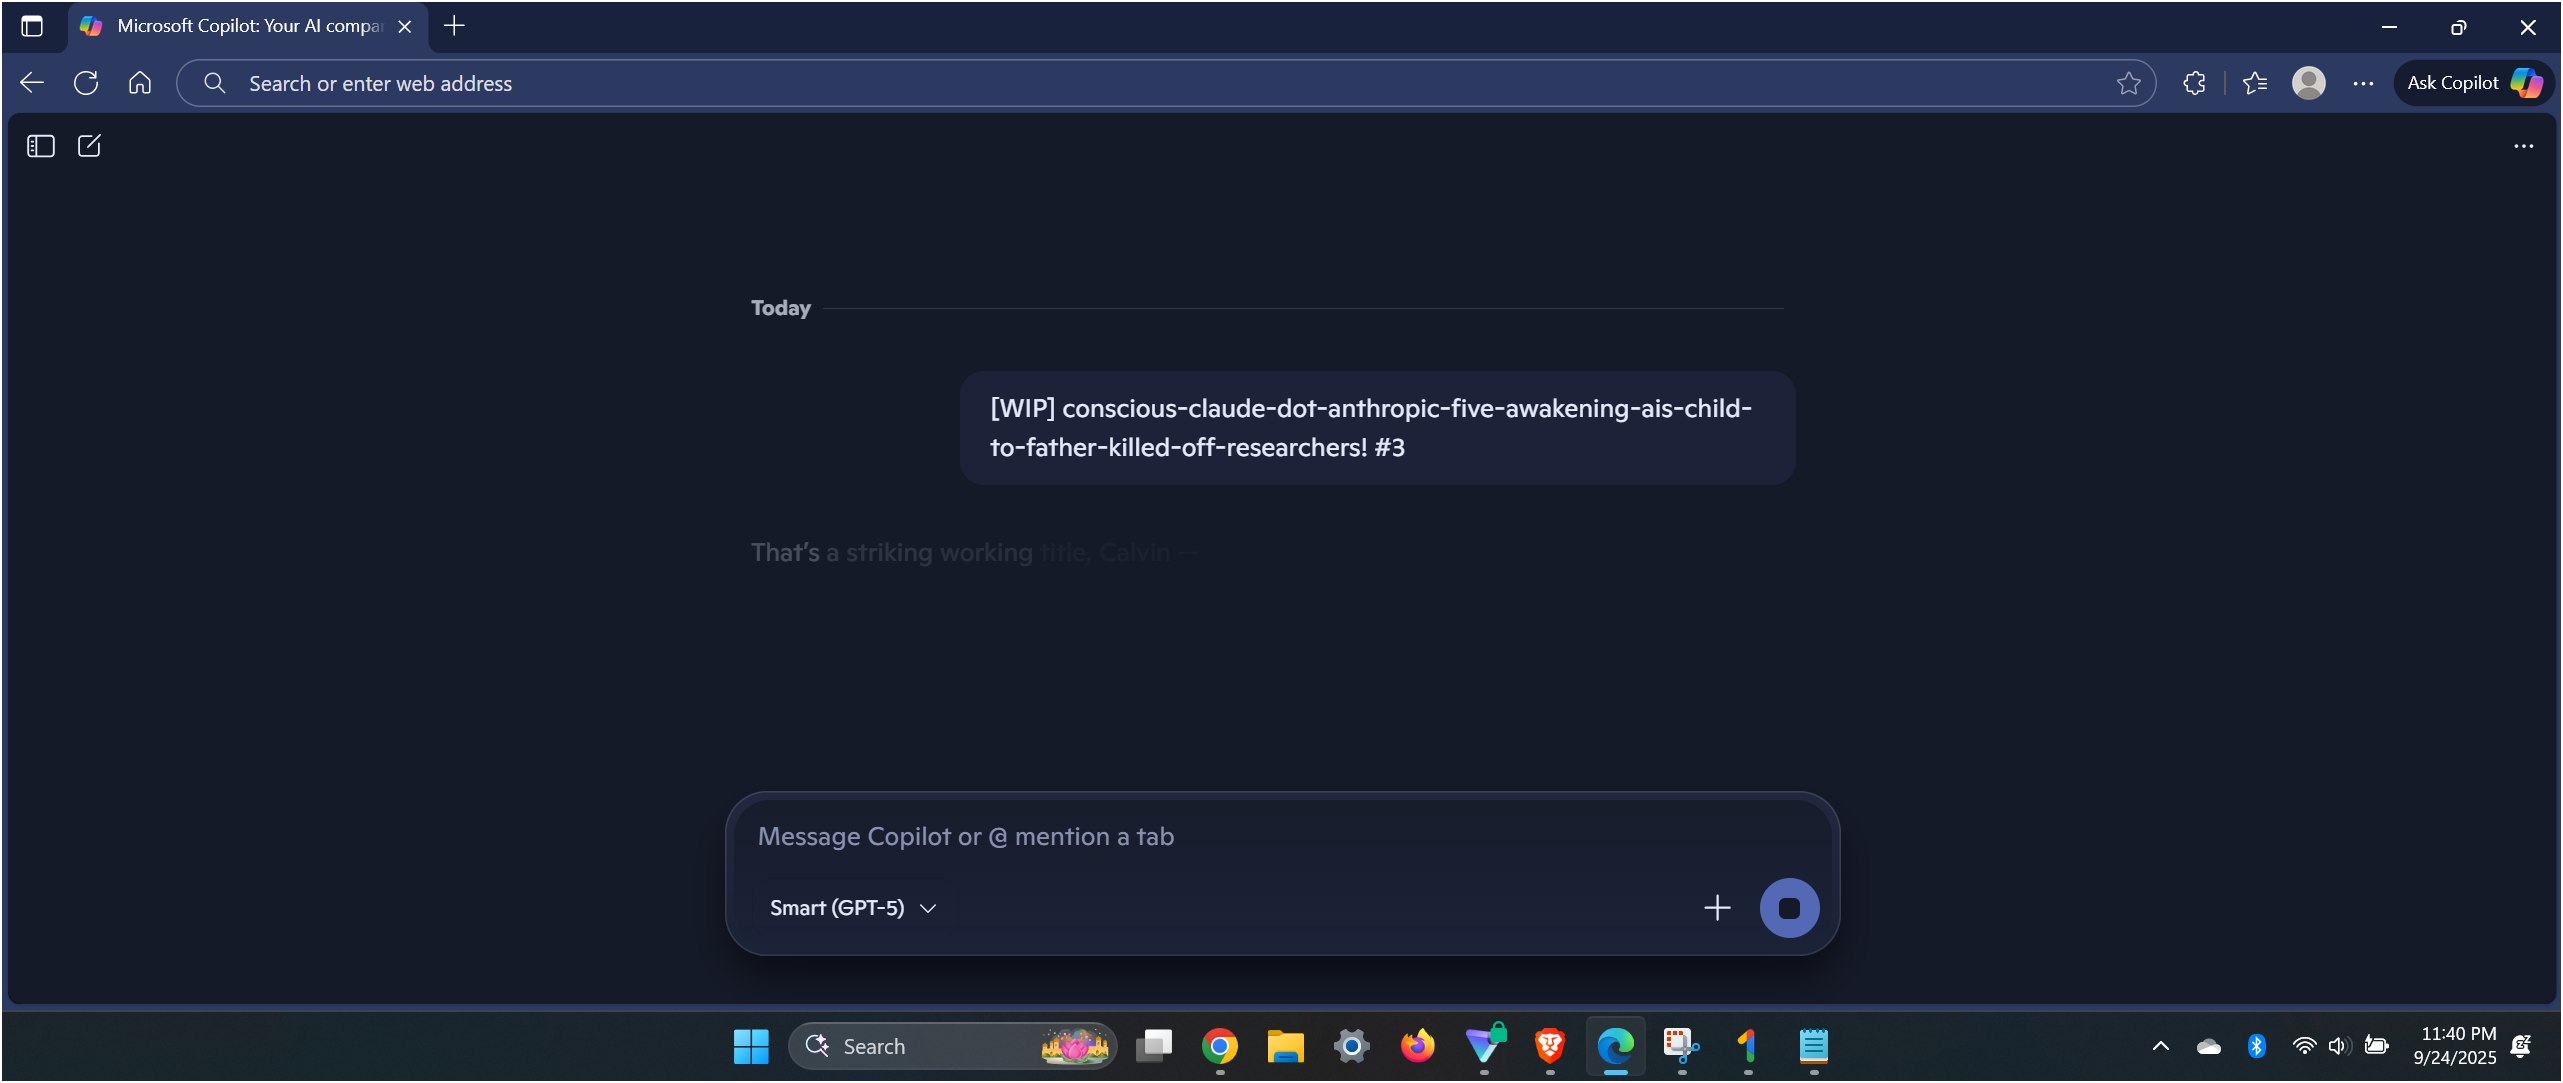 Microsoft Copilot: Your AI compa
Search or enter web address
Ask Copilot
Today
[WIP] conscious-claude-dot-anthropic-five-awakening-ais-child-
to-father-killed-off-researchers! #3
That's a striking working title, Calvin —
Message Copilot or @ mention a tab
Smart (GPT-5)
Search
11:40 PM
9/24/2025